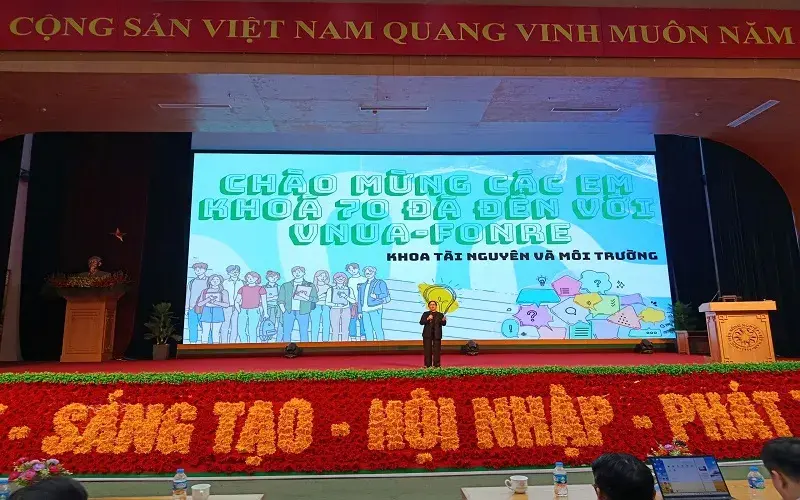 CỘNG SẢN VIỆT NAM QUANG VINH MUÔN NĂM
CHÀO MỪNG CÁC EM
KHOA 70 ĐÃ ĐẾN VỚI
VNUA-FONRE
KHOA TÀI NGUYÊN VÀ MÔI TRƯỜNG
- SÁNG TẠO - HỘI NHẬP - PHÁT